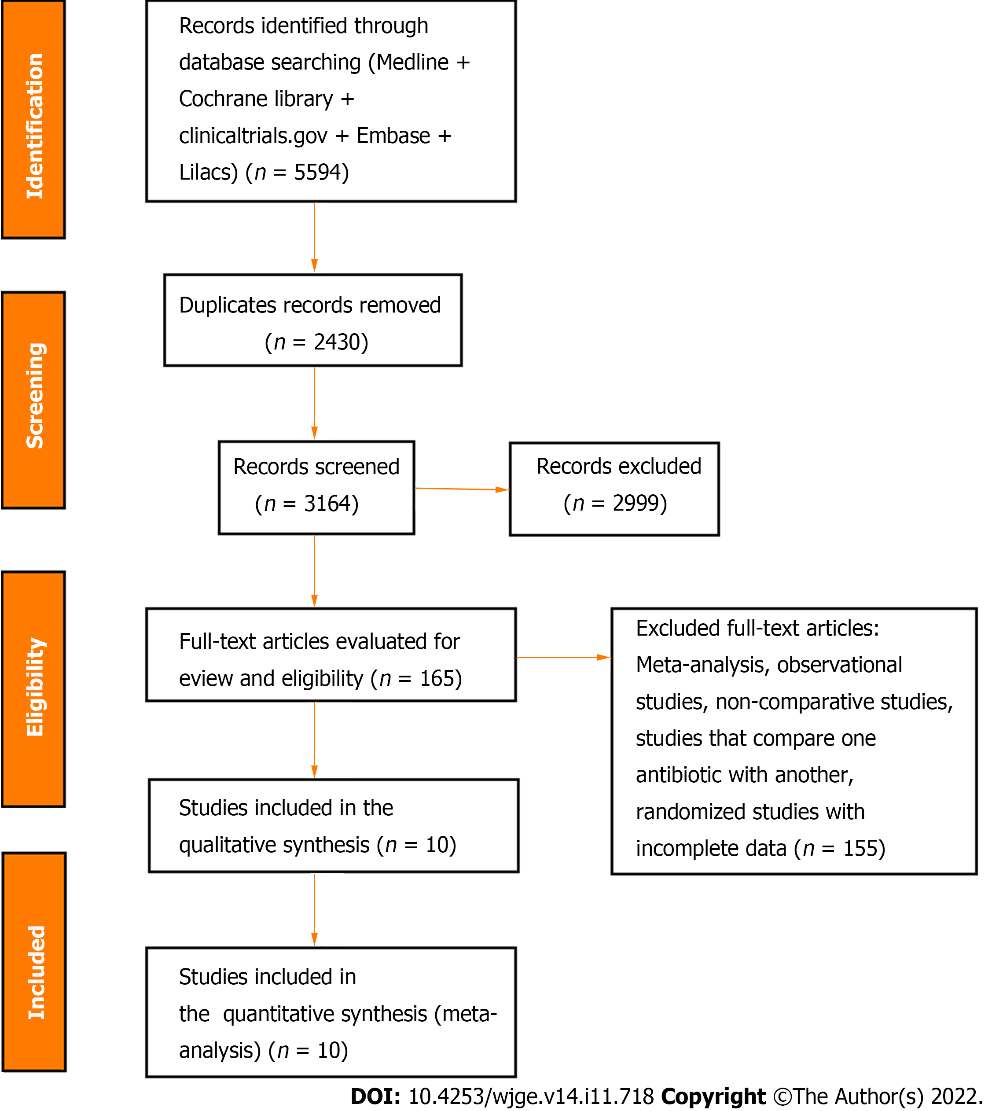 Identification
Records identified through
database searching (Medline +
Cochrane library +
clinicaltrials.gov + Embase +
Lilacs) (n = 5594)
Screening
Duplicates records removed
(n = 2430)
Records screened
(n = 3164)
Records excluded
(n = 2999)
Eligibility
Full-text articles evaluated for
eview and eligibility (n = 165)
Excluded full-text articles:
Meta-analysis, observational
studies, non-comparative studies,
studies that compare one
antibiotic with another,
randomized studies with
incomplete data (n = 155)
Studies included in the
qualitative synthesis (n = 10)
Included
Studies included in
the  quantitative synthesis (meta-
analysis) (n = 10)
DOI: 10.4253/wjge.v14.i11.718 Copyright ©The Author(s) 2022.